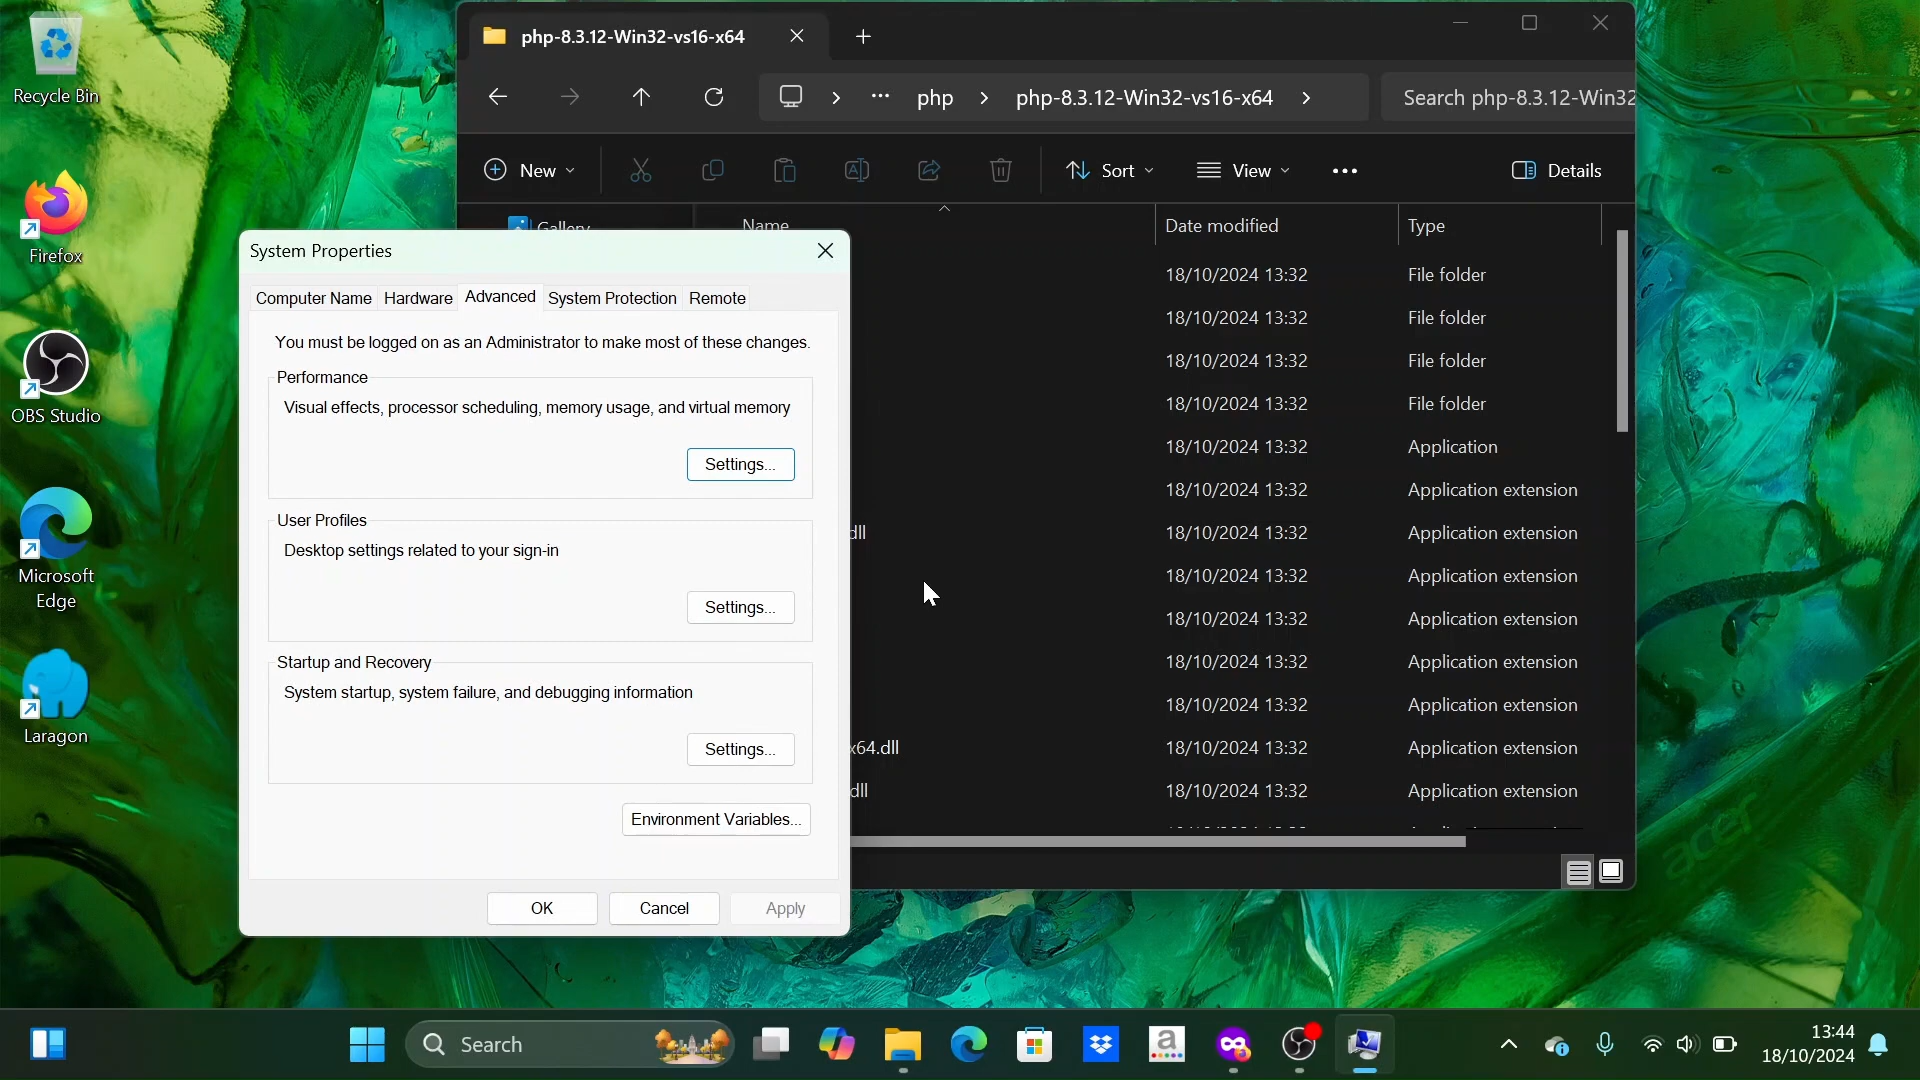 Recycle Bin
Firefox
OBS Studio
Microsoft
Edge
Laragon
php-8.3.12-Win32-vs16-x64
php
php-8.3.12-Win32-vs16-x64
Search php-8.3.12-Win32
New
Sort
View
Details
Gallery
Name
Date modified
Type
18/10/2024 13:32 File folder
18/10/2024 13:32 File folder
18/10/2024 13:32 File folder
18/10/2024 13:32 File folder
18/10/2024 13:32 Application
18/10/2024 13:32 Application extension
dll 18/10/2024 13:32 Application extension
18/10/2024 13:32 Application extension
18/10/2024 13:32 Application extension
18/10/2024 13:32 Application extension
18/10/2024 13:32 Application extension
x64.dll 18/10/2024 13:32 Application extension
dll 18/10/2024 13:32 Application extension
System Properties
Computer Name Hardware Advanced System Protection Remote
You must be logged on as an Administrator to make most of these changes.
Performance
Visual effects, processor scheduling, memory usage, and virtual memory
Settings...
User Profiles
Desktop settings related to your sign-in
Settings...
Startup and Recovery
System startup, system failure, and debugging information
Settings...
Environment Variables...
OK Cancel Apply
acer
Search
a
13:44
18/10/2024